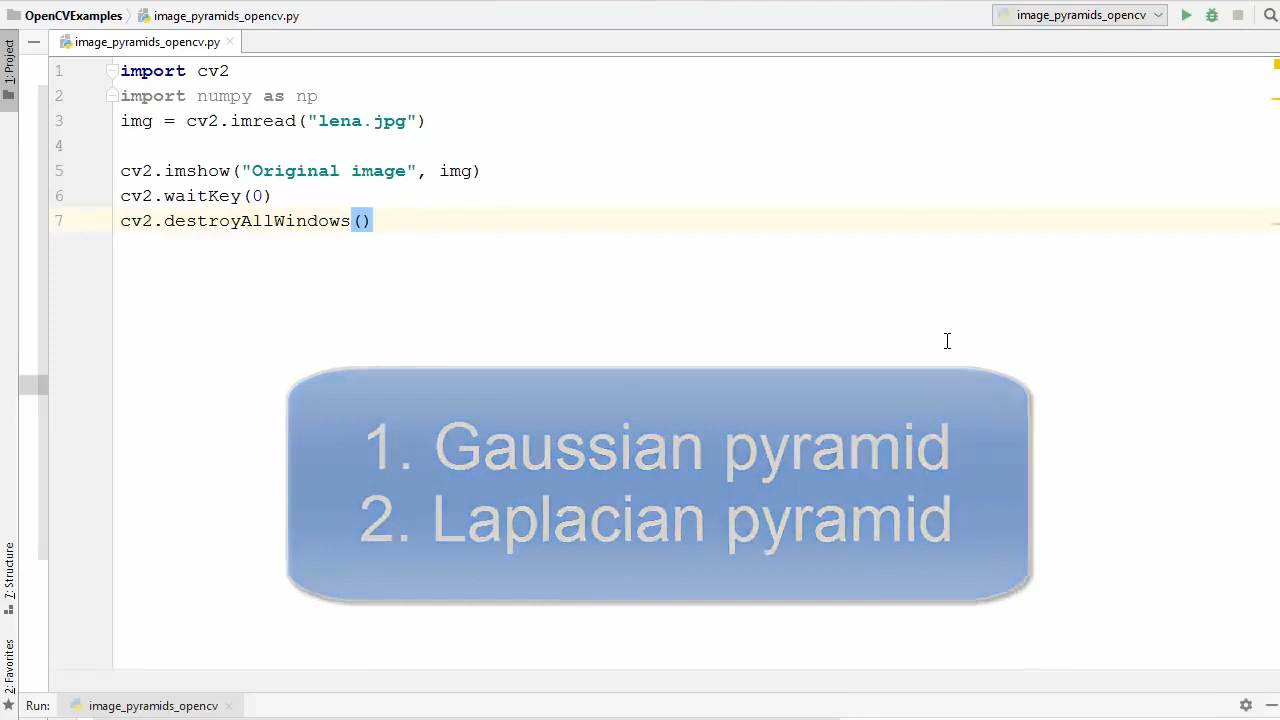 OpenCVExamples
image_pyramids_opencv.py
image_pyramids_opencv
1: Project
image_pyramids_opencv.py
1 import cv2
2 import numpy as np
3 img = cv2.imread("lena.jpg")
4
5 cv2.imshow("Original image", img)
6 cv2.waitKey(0)
7 cv2.destroyAllWindows()
1. Gaussian pyramid
2. Laplacian pyramid
7: Structure
2: Favorites
Run: image_pyramids_opencv